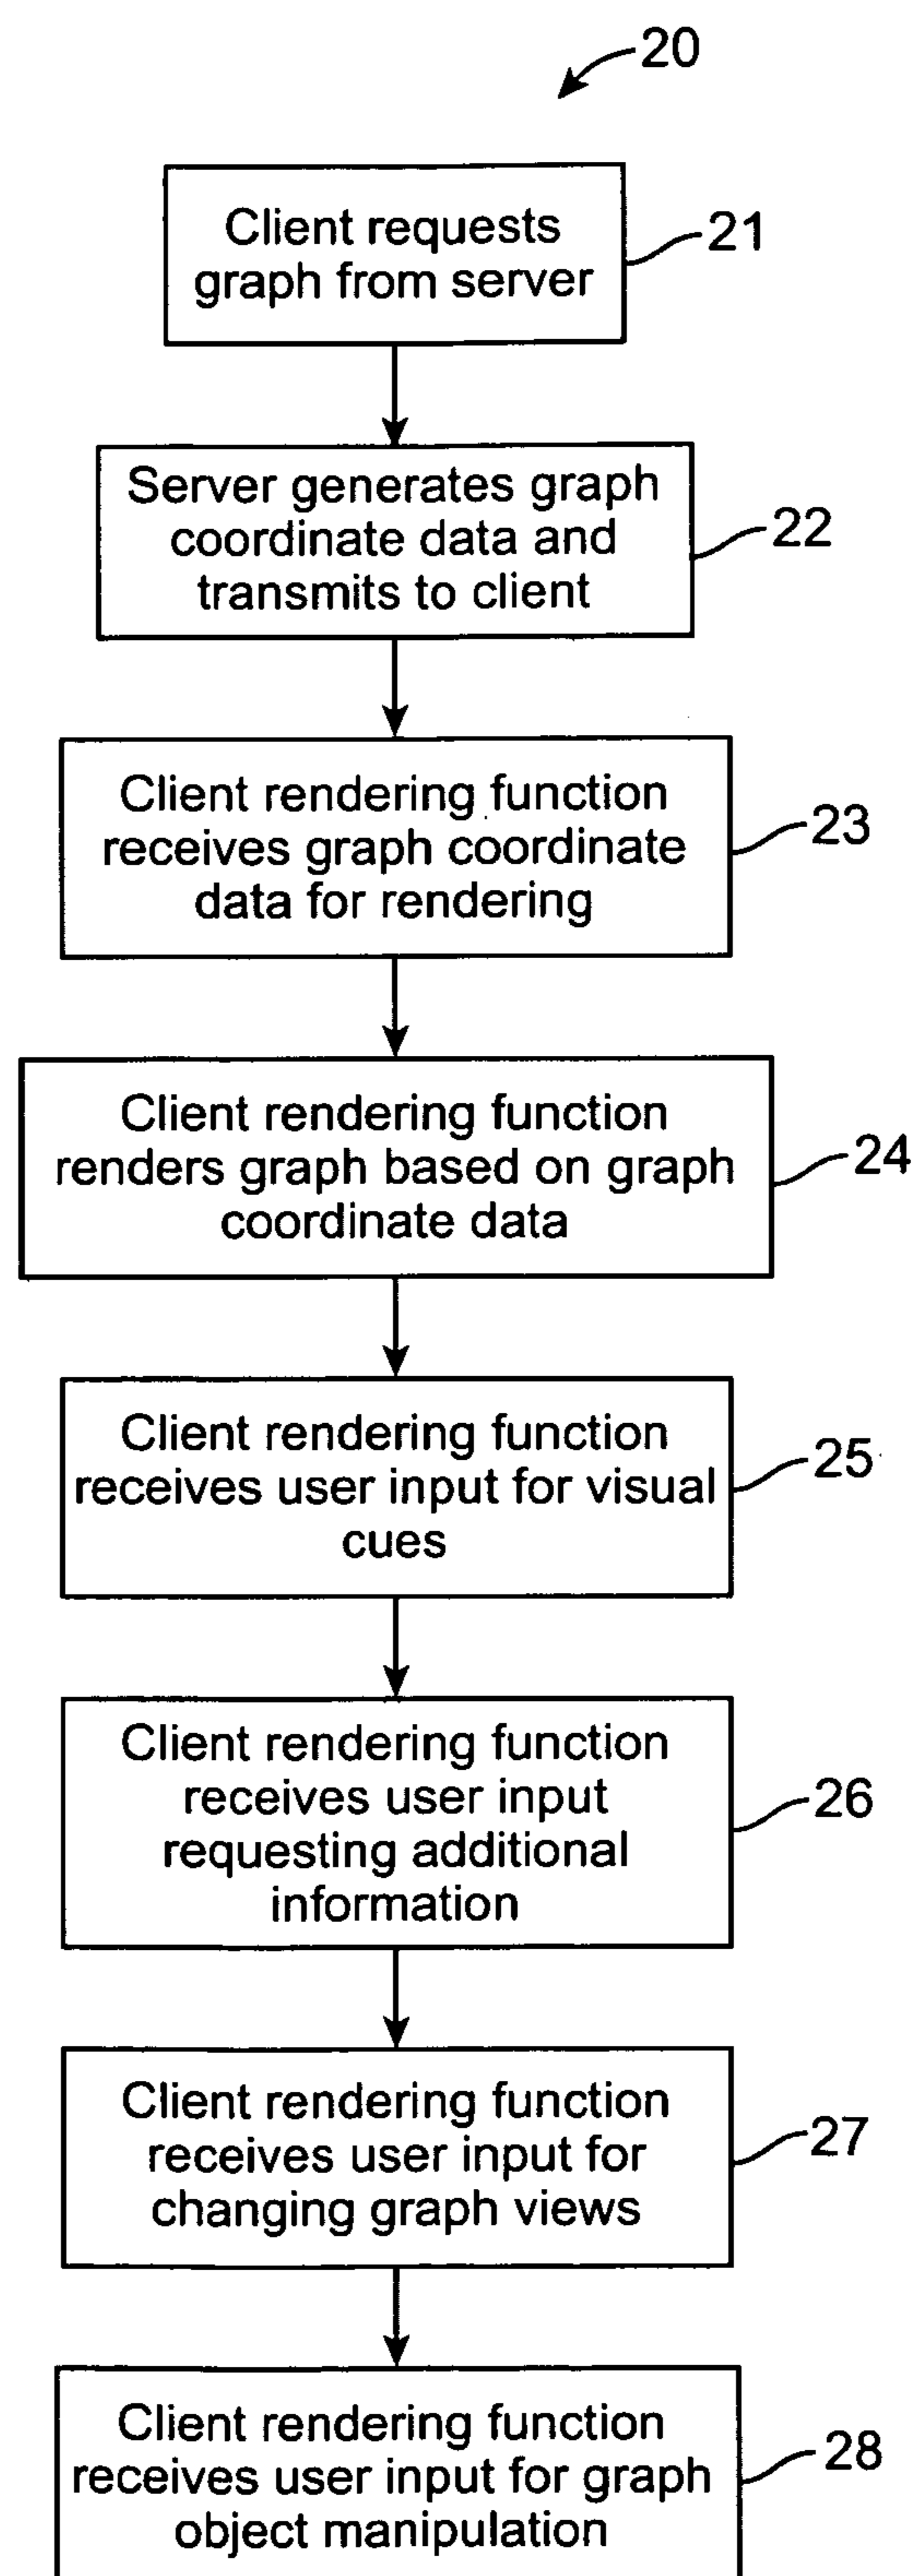 20
Client requests
graph from server
21
Server generates graph
coordinate data and
transmits to client
22
Client rendering function
receives graph coordinate
data for rendering
23
Client rendering function
renders graph based on graph
coordinate data
24
Client rendering function
receives user input for visual
cues
25
Client rendering function
receives user input
requesting additional
information
26
Client rendering function
receives user input for
changing graph views
27
Client rendering function
receives user input for graph
object manipulation
28